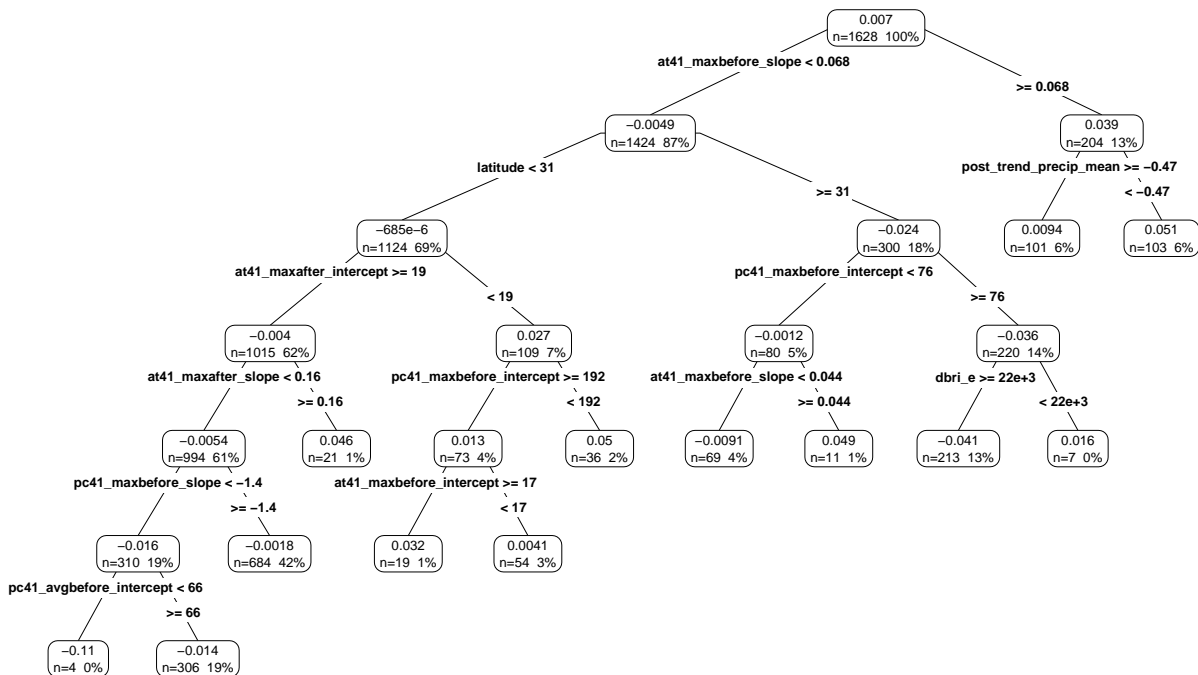 0.007
n=1628 100%
at41_maxbefore_slope < 0.068
>= 0.068
−0.0049
n=1424 87%
0.039
n=204 13%
latitude < 31
>= 31
post_trend_precip_mean >= −0.47
< −0.47
−685e−6
n=1124 69%
−0.024
n=300 18%
0.0094
n=101 6%
0.051
n=103 6%
at41_maxafter_intercept >= 19
< 19
pc41_maxbefore_intercept < 76
>= 76
−0.004
n=1015 62%
0.027
n=109 7%
−0.0012
n=80 5%
−0.036
n=220 14%
at41_maxafter_slope < 0.16
>= 0.16
pc41_maxbefore_intercept >= 192
< 192
at41_maxbefore_slope < 0.044
>= 0.044
dbri_e >= 22e+3
< 22e+3
−0.0054
n=994 61%
0.046
n=21 1%
0.013
n=73 4%
0.05
n=36 2%
−0.0091
n=69 4%
0.049
n=11 1%
−0.041
n=213 13%
0.016
n=7 0%
pc41_maxbefore_slope < −1.4
>= −1.4
at41_maxbefore_intercept >= 17
< 17
−0.016
n=310 19%
−0.0018
n=684 42%
0.032
n=19 1%
0.0041
n=54 3%
pc41_avgbefore_intercept < 66
>= 66
−0.11
n=4 0%
−0.014
n=306 19%